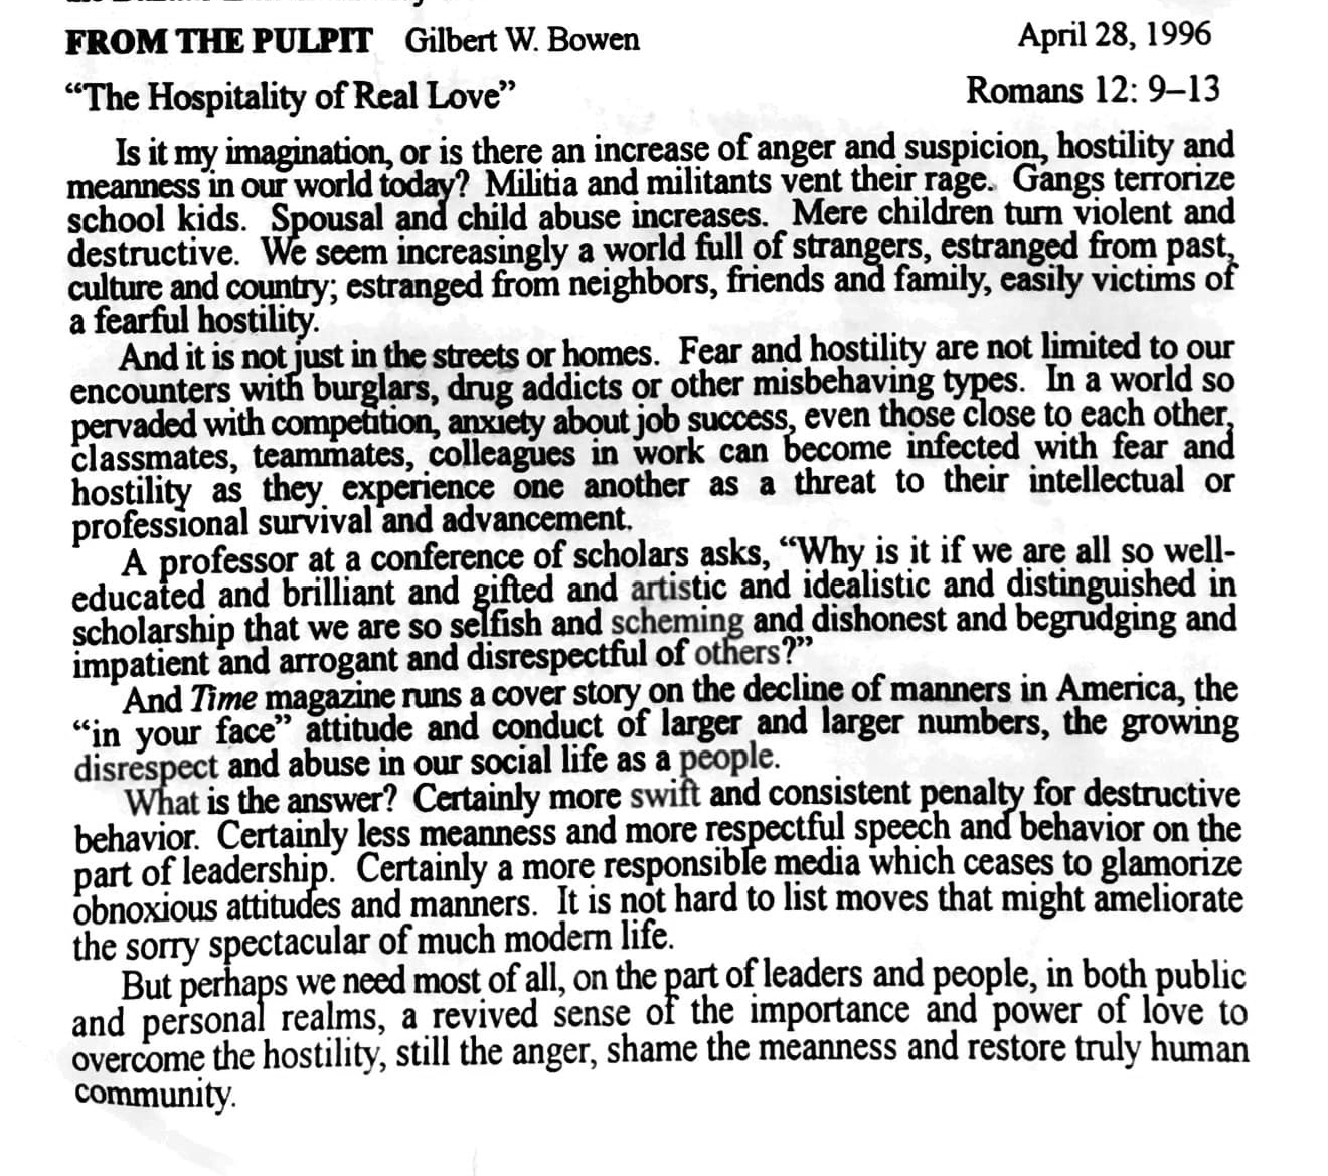 FROM THE PULPIT Gilbert W. Bowen April 28, 1996
“The Hospitality of Real Love” Romans 12: 9–13
Is it my imagination, or is there an increase of anger and suspicion, hostility and
meanness in our world today? Militia and militants vent their rage. Gangs terrorize
school kids. Spousal and child abuse increases. Mere children turn violent and
destructive. We seem increasingly a world full of strangers, estranged from past,
culture and country; estranged from neighbors, friends and family, easily victims of
a fearful hostility.
And it is not just in the streets or homes. Fear and hostility are not limited to our
encounters with burglars, drug addicts or other misbehaving types. In a world so
pervaded with competition, anxiety about job success, even those close to each other,
classmates, teammates, colleagues in work can become infected with fear and
hostility as they experience one another as a threat to their intellectual or
professional survival and advancement.
A professor at a conference of scholars asks, “Why is it if we are all so well-
educated and brilliant and gifted and artistic and idealistic and distinguished in
scholarship that we are so selfish and scheming and dishonest and begrudging and
impatient and arrogant and disrespectful of others?”
And Time magazine runs a cover story on the decline of manners in America, the
“in your face” attitude and conduct of larger and larger numbers, the growing
disrespect and abuse in our social life as a people.
What is the answer? Certainly more swift and consistent penalty for destructive
behavior. Certainly less meanness and more respectful speech and behavior on the
part of leadership. Certainly a more responsible media which ceases to glamorize
obnoxious attitudes and manners. It is not hard to list moves that might ameliorate
the sorry spectacular of much modern life.
But perhaps we need most of all, on the part of leaders and people, in both public
and personal realms, a revived sense of the importance and power of love to
overcome the hostility, still the anger, shame the meanness and restore truly human
community.